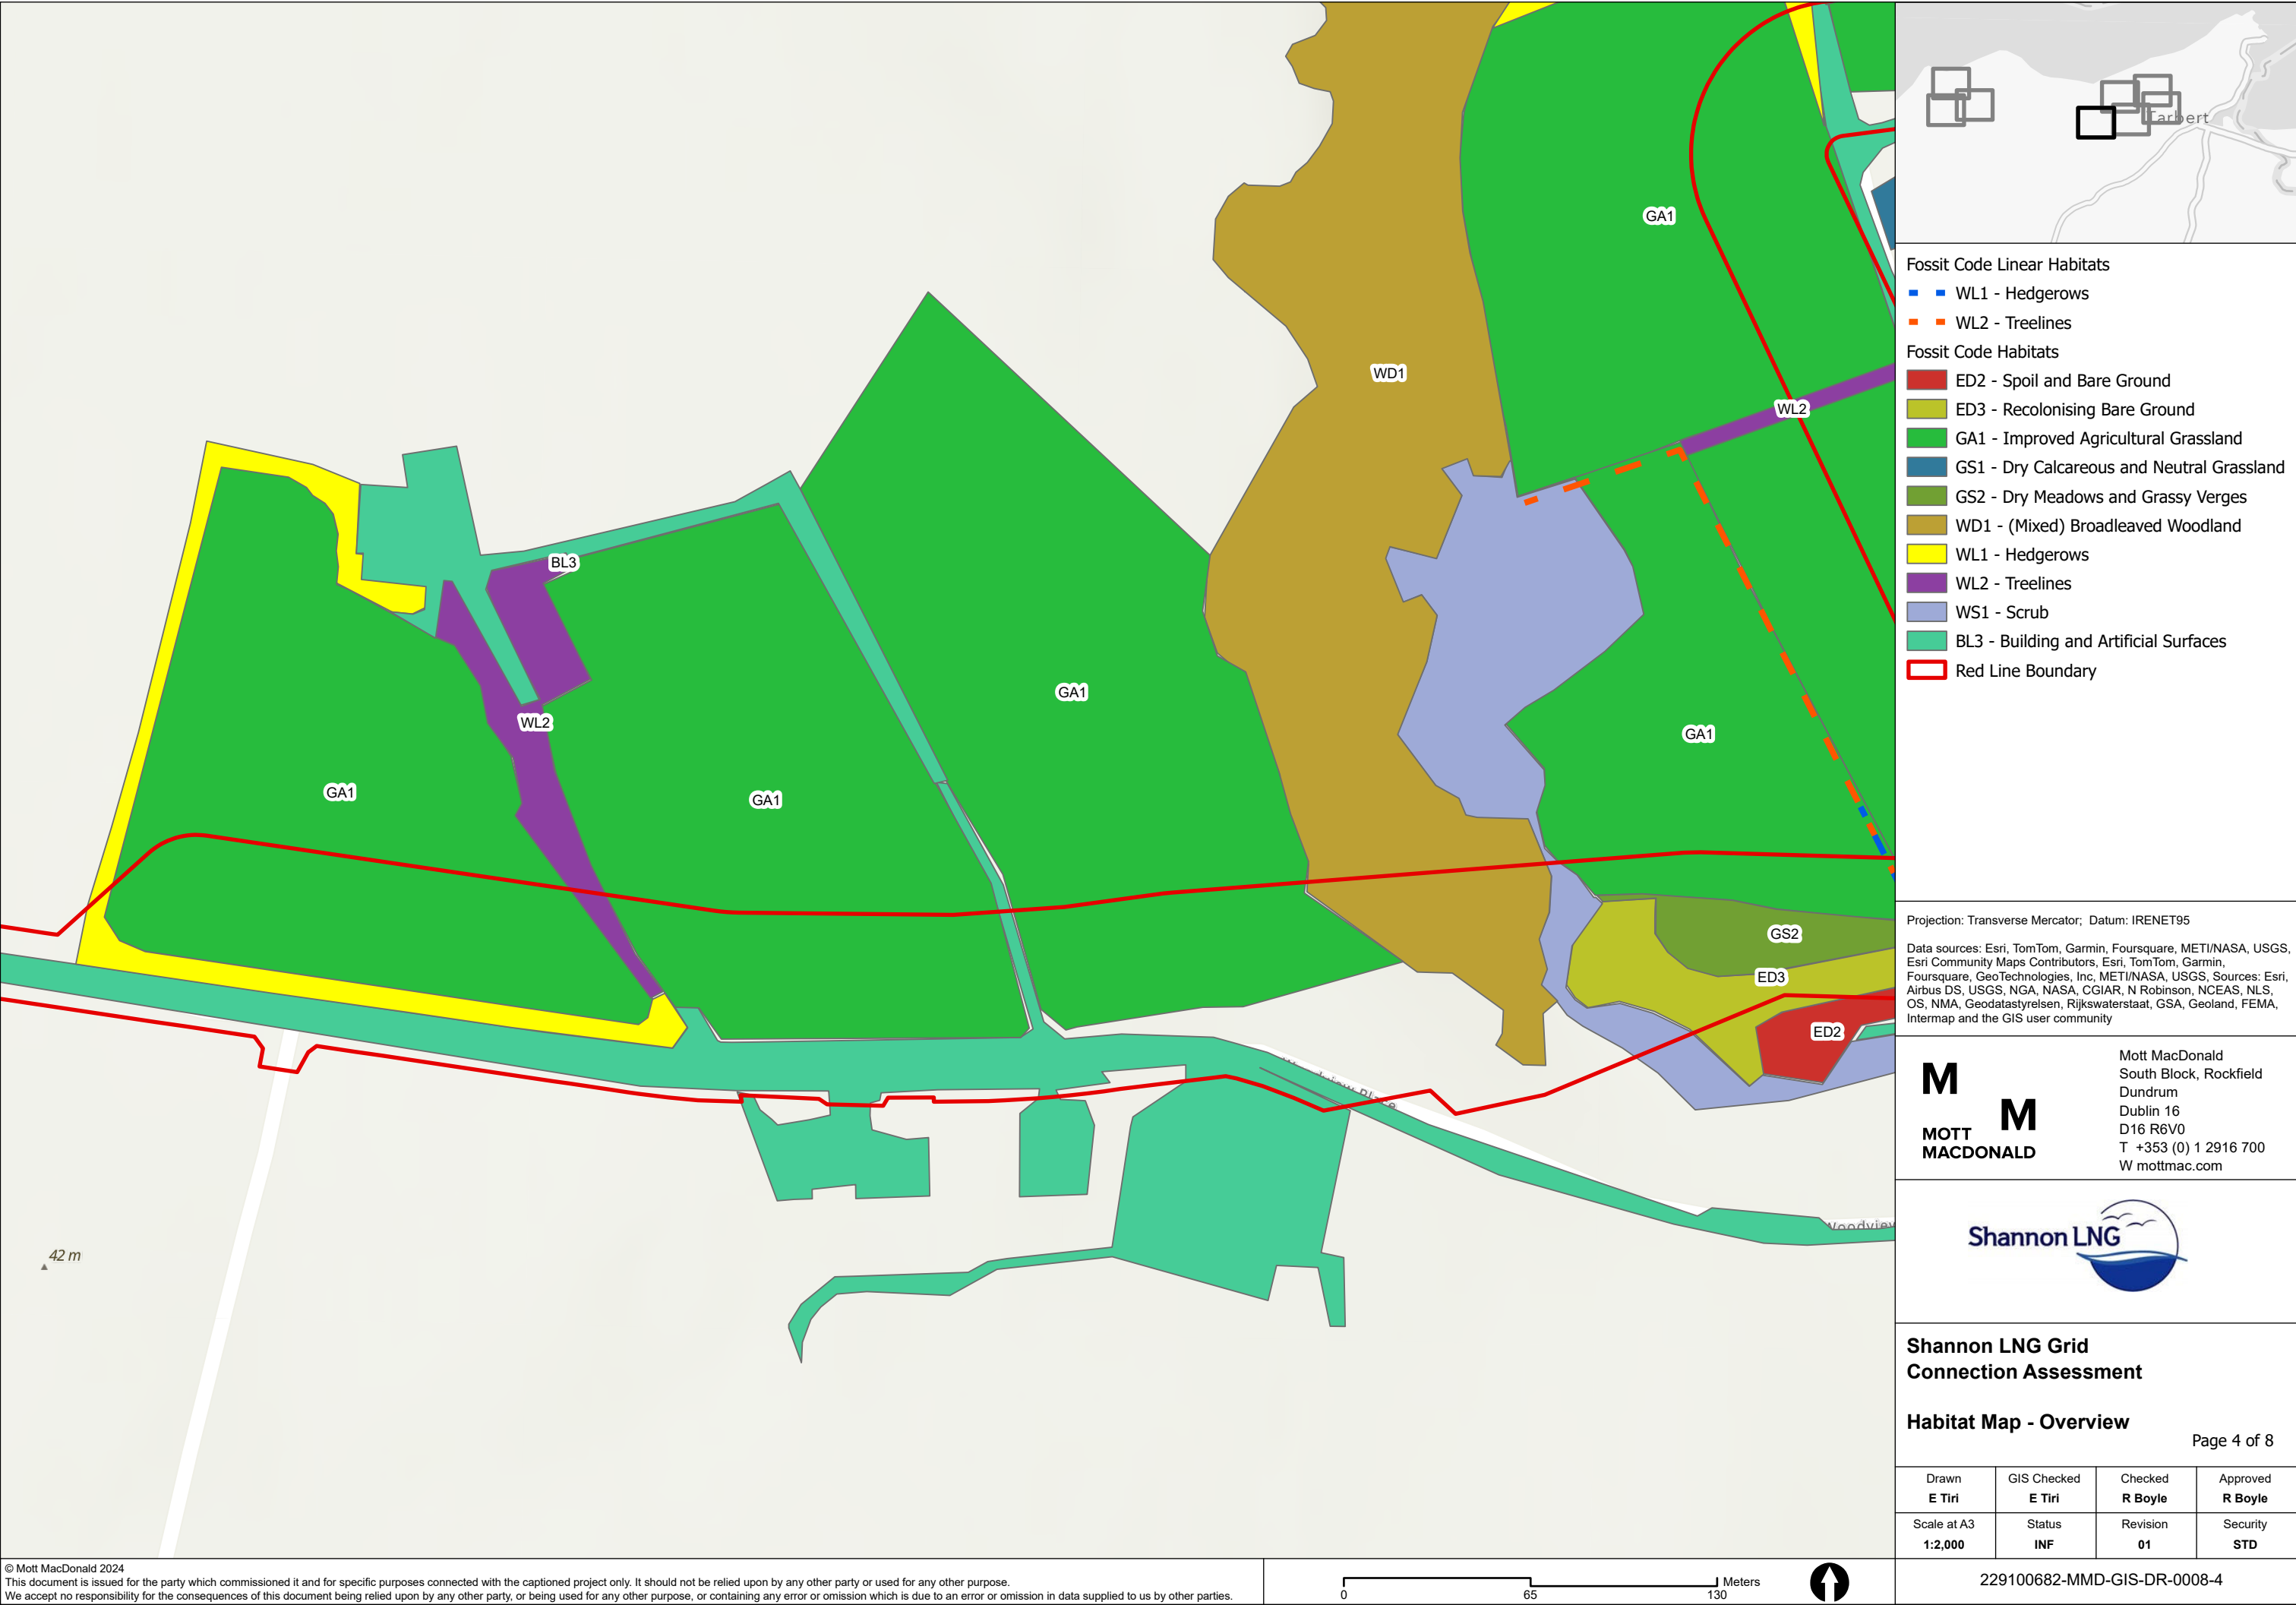 GA1
WD1
WL2
BL3
WL2
GA1
GA1
GA1
GA1
GS2
ED3
ED2
42 m
Tarbert
Fossit Code Linear Habitats
WL1 - Hedgerows
WL2 - Treelines
Fossit Code Habitats
ED2 - Spoil and Bare Ground
ED3 - Recolonising Bare Ground
GA1 - Improved Agricultural Grassland
GS1 - Dry Calcareous and Neutral Grassland
GS2 - Dry Meadows and Grassy Verges
WD1 - (Mixed) Broadleaved Woodland
WL1 - Hedgerows
WL2 - Treelines
WS1 - Scrub
BL3 - Building and Artificial Surfaces
Red Line Boundary
Projection: Transverse Mercator; Datum: IRENET95
Data sources: Esri, TomTom, Garmin, Foursquare, METI/NASA, USGS,
Esri Community Maps Contributors, Esri, TomTom, Garmin,
Foursquare, GeoTechnologies, Inc, METI/NASA, USGS, Sources: Esri,
Airbus DS, USGS, NGA, NASA, CGIAR, N Robinson, NCEAS, NLS,
OS, NMA, Geodatastyrelsen, Rijkswaterstaat, GSA, Geoland, FEMA,
Intermap and the GIS user community
M
M
MOTT
MACDONALD
Mott MacDonald
South Block, Rockfield
Dundrum
Dublin 16
D16 R6V0
T +353 (0) 1 2916 700
W mottmac.com
Shannon LNG
Shannon LNG Grid
Connection Assessment
Habitat Map - Overview
Page 4 of 8
Drawn GIS Checked Checked Approved
E Tiri E Tiri R Boyle R Boyle
Scale at A3 Status Revision Security
1:2,000 INF 01 STD
229100682-MMD-GIS-DR-0008-4
© Mott MacDonald 2024
This document is issued for the party which commissioned it and for specific purposes connected with the captioned project only. It should not be relied upon by any other party or used for any other purpose.
We accept no responsibility for the consequences of this document being relied upon by any other party, or being used for any other purpose, or containing any error or omission which is due to an error or omission in data supplied to us by other parties.
Meters
0 65 130